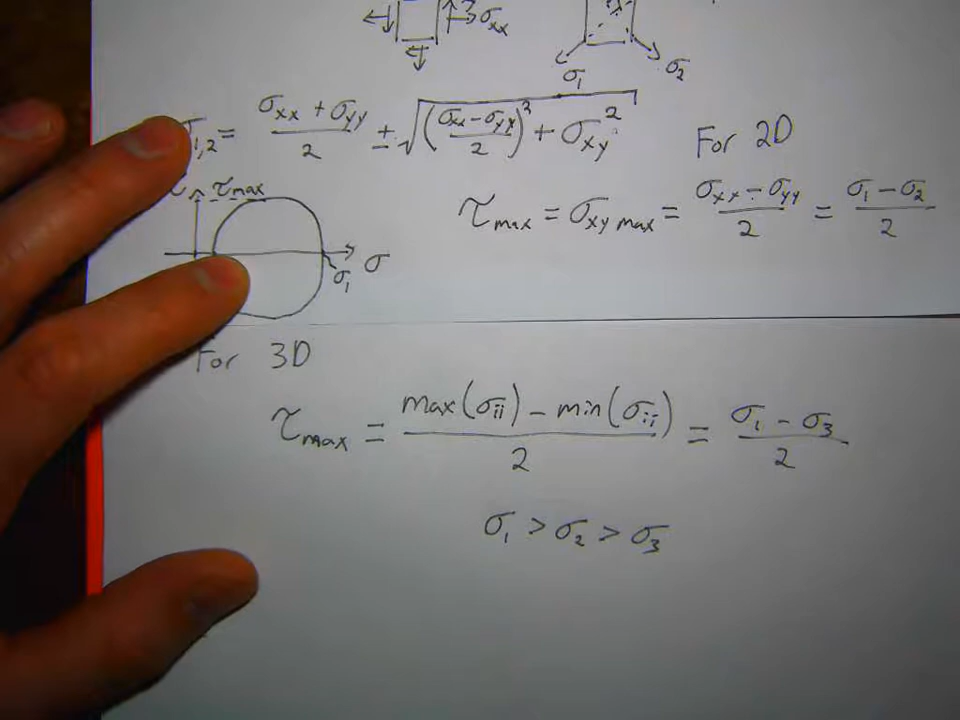 σxx
σ1 σ2
σ1,2 = (σxx + σyy)/2 ± √(((σxx - σyy)/2)² + σxy²) For 2D
τ τmax
τmax = σxy max = (σxx - σyy)/2 = (σ1 - σ2)/2
σ1 σ
For 3D
τmax = (max(σii) - min(σii))/2 = (σ1 - σ3)/2
σ1 > σ2 > σ3